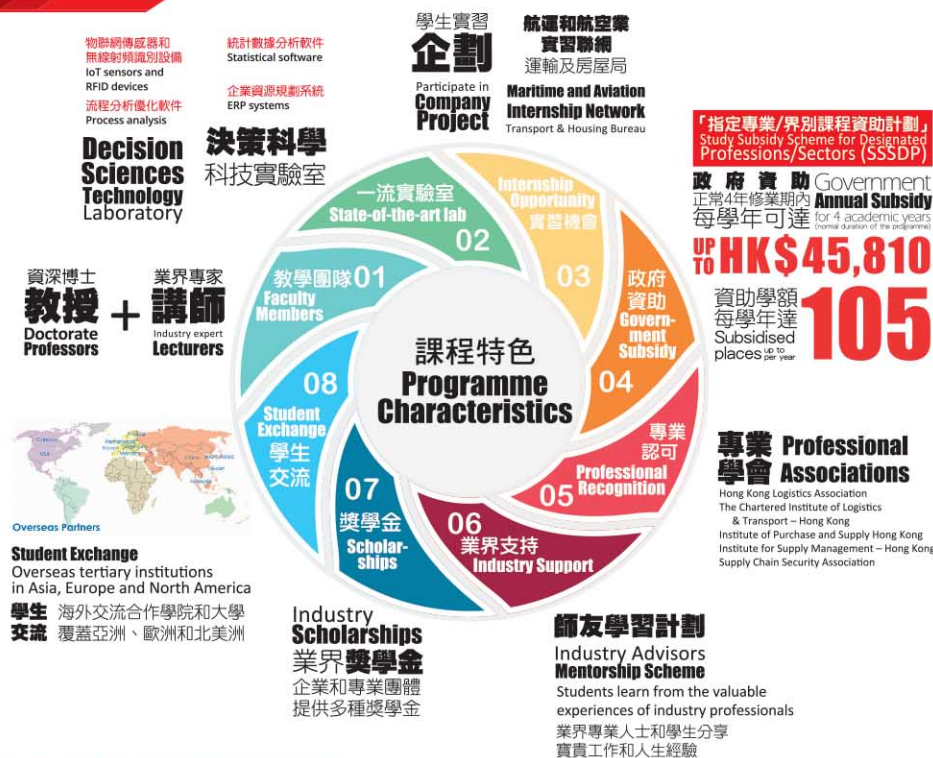 物聯網傳感器和
無線射頻識別設備
IoT sensors and
RFID devices
流程分析優化軟件
Process analysis
統計數據分析軟件
Statistical software
企業資源規劃系統
ERP systems
Decision
Sciences
Technology
Laboratory
決策科學
科技實驗室
學生實習
企劃
Participate in
Company
Project
航運和航空業
實習聯網
運輸及房屋局
Maritime and Aviation
Internship Network
Transport & Housing Bureau
「指定專業/界別課程資助計劃」
Study Subsidy Scheme for Designated
Professions/Sectors (SSSDP)
政府資助
正常4年修業期內
每學年可達
Government
Annual Subsidy
for 4 academic years
(normal duration of the programme)
UP TO HK$45,810
資助學額
每學年達
Subsidised
places up to per year
105
資深博士
教授
Doctorate
Professors
+
業界專家
講師
Industry expert
Lecturers
課程特色
Programme
Characteristics
教學團隊 01
Faculty
Members
一流實驗室
State-of-the-art lab
02
Internship
Opportunity
實習機會
03
政府
資助
Govern-
ment
Subsidy
04
專業
認可
Professional
Recognition
05
06
業界支持
Industry Support
07
獎學金
Scholar-
ships
08
Student
Exchange
學生
交流
專業學會
Professional
Associations
Hong Kong Logistics Association
The Chartered Institute of Logistics
& Transport – Hong Kong
Institute of Purchase and Supply Hong Kong
Institute for Supply Management – Hong Kong
Supply Chain Security Association
Canada
USA
China
Overseas Partners
Student Exchange
Overseas tertiary institutions
in Asia, Europe and North America
學生交流
海外交流合作學院和大學
覆蓋亞洲、歐洲和北美洲
Industry
Scholarships
業界獎學金
企業和專業團體
提供多種獎學金
師友學習計劃
Industry Advisors
Mentorship Scheme
Students learn from the valuable
experiences of industry professionals
業界專業人士和學生分享
寶貴工作和人生經驗